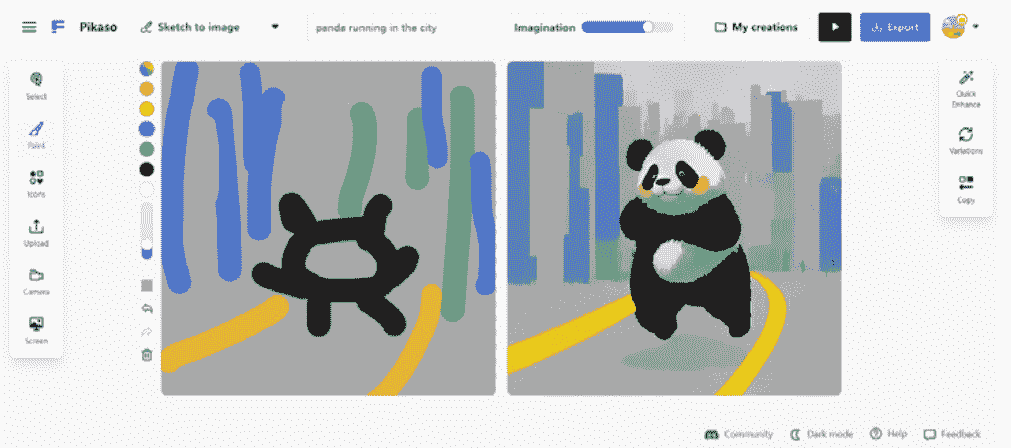 Pikaso
Sketch to image
panda running in the city
Imagination
My creations
Export
Select
Paint
Icons
Upload
Camera
Screen
Quick
Enhance
Variations
Copy
Community
Dark mode
Help
Feedback